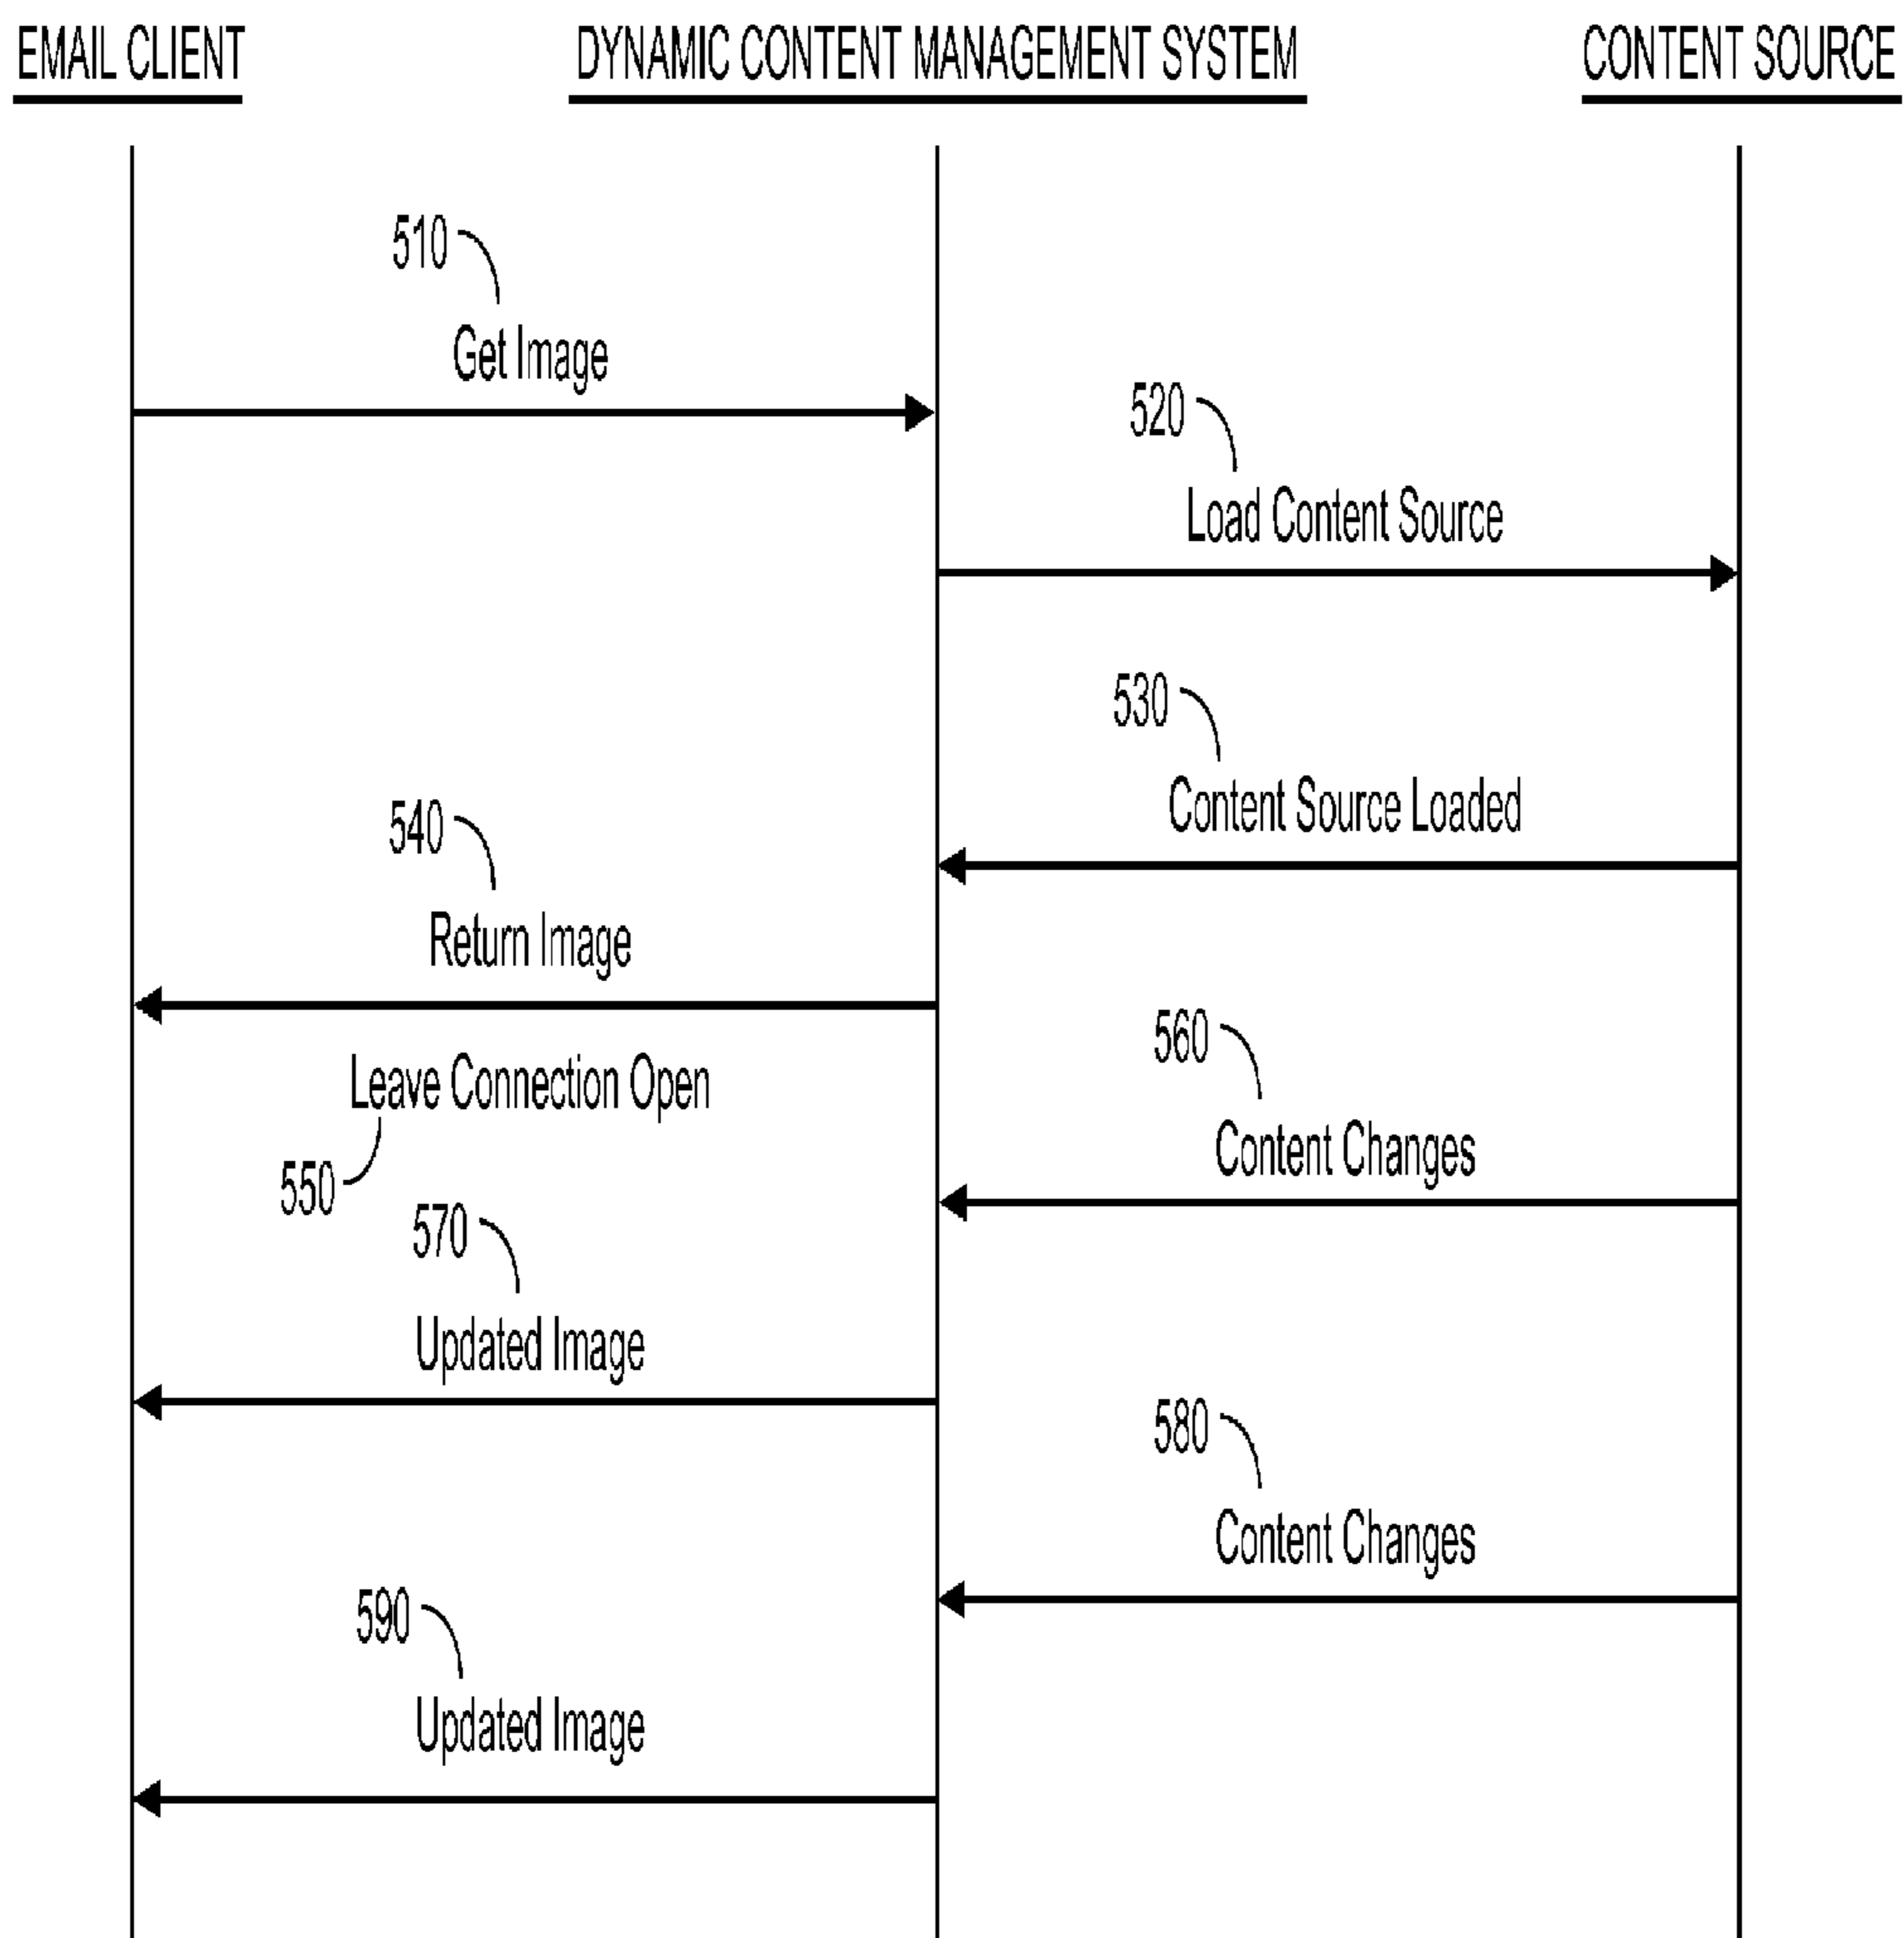 EMAIL CLIENT
DYNAMIC CONTENT MANAGEMENT SYSTEM
CONTENT SOURCE
510
Get Image
520
Load Content Source
530
Content Source Loaded
540
Return Image
Leave Connection Open
550
560
Content Changes
570
Updated Image
580
Content Changes
590
Updated Image